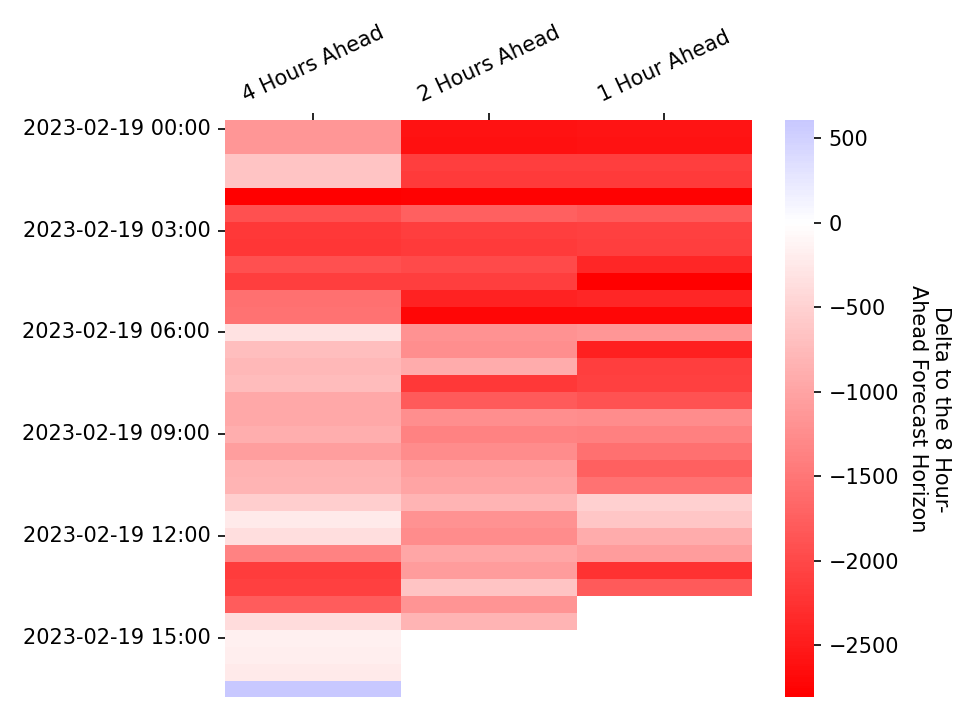 4 Hours Ahead
2 Hours Ahead
1 Hour Ahead
2023-02-19 00:00
2023-02-19 03:00
2023-02-19 06:00
2023-02-19 09:00
2023-02-19 12:00
2023-02-19 15:00
500
0
−500
−1000
−1500
−2000
−2500
Delta to the 8 Hour-
Ahead Forecast Horizon